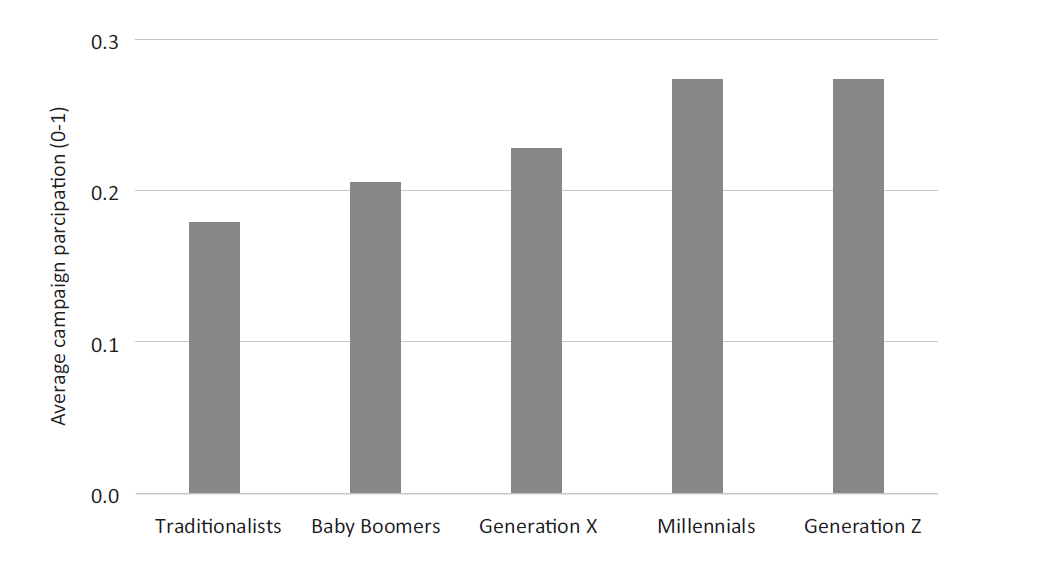 Average campaign parcipation (0-1)
0.3
0.2
0.1
0.0
Traditionalists
Baby Boomers
Generation X
Millennials
Generation Z